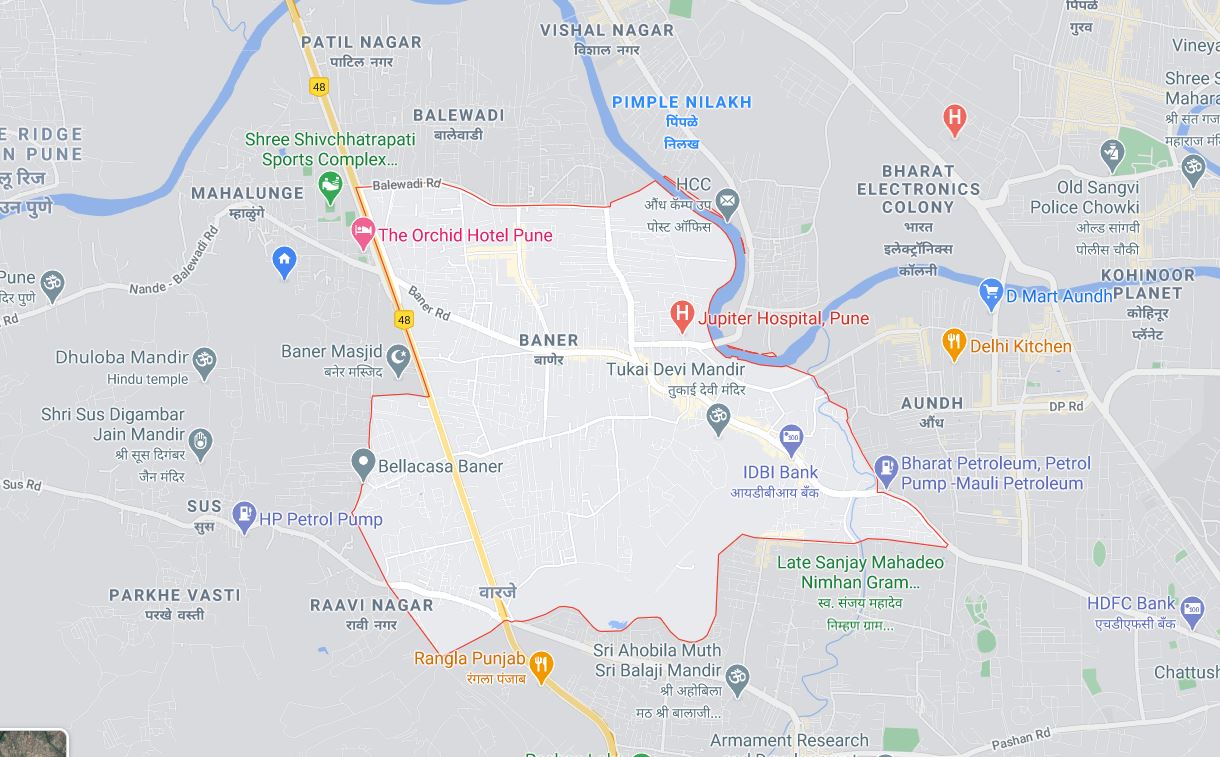 PATIL NAGAR
पाटिल नगर
VISHAL NAGAR
विशाल नगर
पिंपळे
गुरव
48
BALEWADI
बालेवाडी
PIMPLE NILAKH
पिंपळे
निलख
H
Vineya
Shree S
Mahara
श्री संत गज
महाराज मंदि
E RIDGE
N PUNE
लू रिज
उन पुणे
Shree Shivchhatrapati
Sports Complex...
MAHALUNGE
म्हाळुंगे
Balewadi Rd
HCC
औंध कॅम्प उप
पोस्ट ऑफिस
BHARAT
ELECTRONICS
COLONY
भारत
इलेक्ट्रॉनिक्स
कॉलनी
Old Sangvi
Police Chowki
ओल्ड सांगवी
पोलीस चौकी
The Orchid Hotel Pune
Nande - Balewadi Rd
Pune
दिर पुणे
Rd
Baner Rd
48
D Mart Aundh
KOHINOOR
PLANET
कोहिनूर
प्लॅनेट
H
Jupiter Hospital, Pune
BANER
बाणेर
Delhi Kitchen
Dhuloba Mandir
Hindu temple
Baner Masjid
बनेर मस्जिद
Tukai Devi Mandir
तुकाई देवी मंदिर
AUNDH
औंध
DP Rd
Shri Sus Digambar
Jain Mandir
श्री सूस दिगंबर
जैन मंदिर
Bellacasa Baner
IDBI Bank
आयडीबीआय बँक
Bharat Petroleum, Petrol
Pump -Mauli Petroleum
Sus Rd
SUS
सुस
HP Petrol Pump
Late Sanjay Mahadeo
Nimhan Gram...
स्व. संजय महादेव
निम्हण ग्राम...
PARKHE VASTI
परखे वस्ती
RAAVI NAGAR
रावी नगर
वारजे
HDFC Bank
एचडीएफसी बँक
Rangla Punjab
रंगला पंजाब
Sri Ahobila Muth
Sri Balaji Mandir
श्री अहोबिला
मठ श्री बालाजी...
Chattush
Armament Research
Pashan Rd